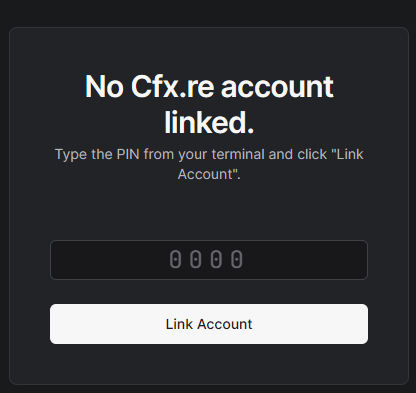 No Cfx.re account
linked.
Type the PIN from your terminal and click "Link
Account".
0000
Link Account